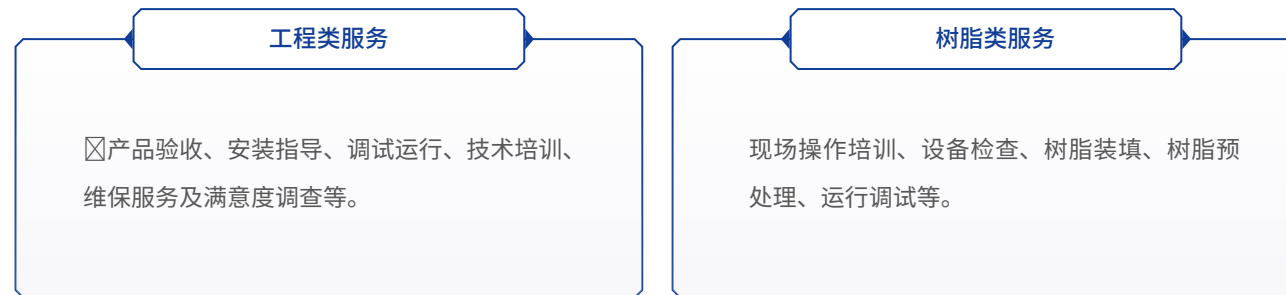 工程类服务
产品验收、安装指导、调试运行、技术培训、
维保服务及满意度调查等。
树脂类服务
现场操作培训、设备检查、树脂装填、树脂预
处理、运行调试等。